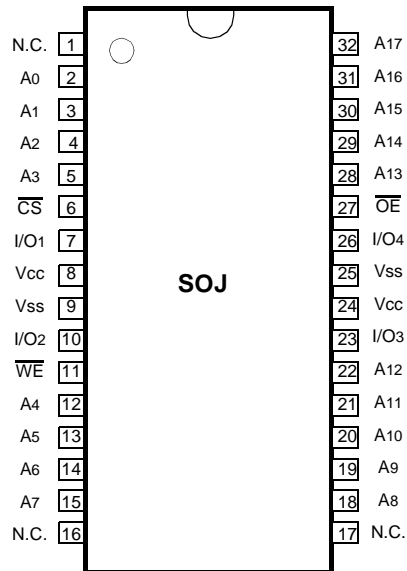 N.C. 1 32 A17
A0 2 31 A16
A1 3 30 A15
A2 4 29 A14
A3 5 28 A13
C̅S̅ 6 27 O̅E̅
I/O1 7 26 I/O4
Vcc 8 25 Vss
SOJ
Vss 9 24 Vcc
I/O2 10 23 I/O3
W̅E̅ 11 22 A12
A4 12 21 A11
A5 13 20 A10
A6 14 19 A9
A7 15 18 A8
N.C. 16 17 N.C.